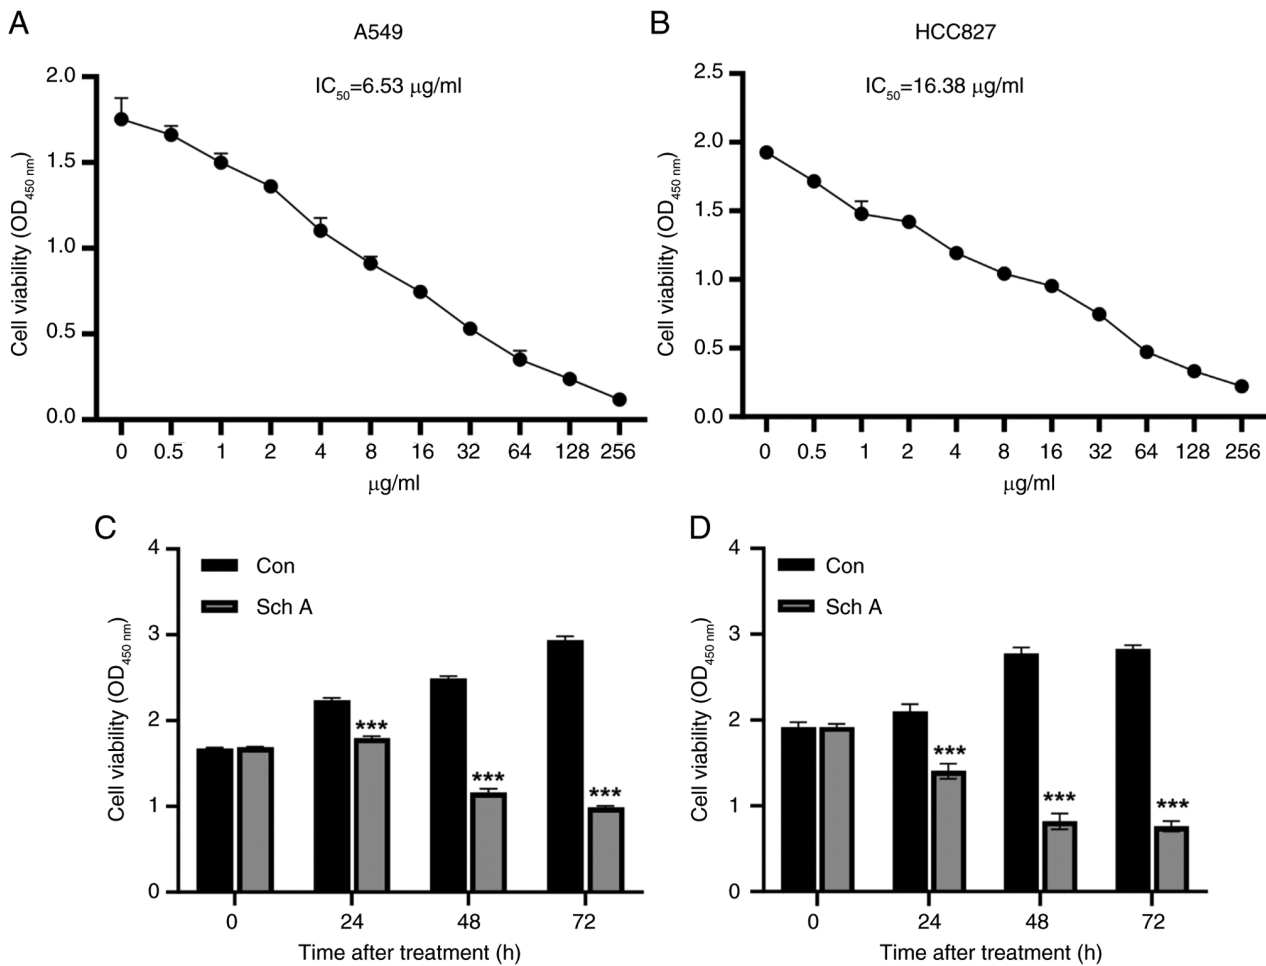 A
A549
IC50=6.53 μg/ml
Cell viability (OD450 nm)
2.0
1.5
1.0
0.5
0.0
0 0.5 1 2 4 8 16 32 64 128 256
μg/ml
B
HCC827
IC50=16.38 μg/ml
Cell viability (OD450 nm)
2.5
2.0
1.5
1.0
0.5
0.0
0 0.5 1 2 4 8 16 32 64 128 256
μg/ml
C
Con
Sch A
Cell viability (OD450 nm)
4
3
2
1
0
***
***
***
0 24 48 72
Time after treatment (h)
D
Con
Sch A
Cell viability (OD450 nm)
4
3
2
1
0
***
***
***
0 24 48 72
Time after treatment (h)